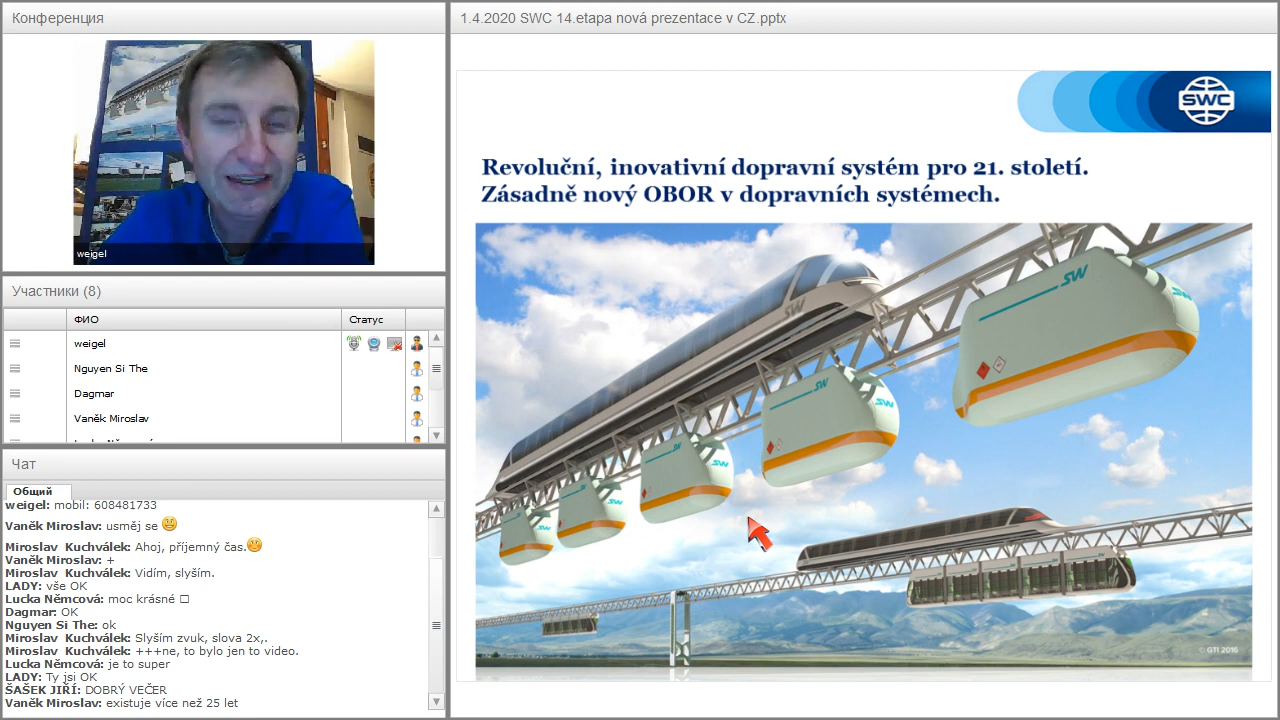 Конференция
weigel
Участники (8)
ФИО
Статус
weigel
Nguyen Si The
Dagmar
Vaněk Miroslav
Чат
Общий
weigel: mobil: 608481733
Vaněk Miroslav: usměj se
Miroslav Kuchválek: Ahoj, příjemný čas.
Vaněk Miroslav: +
Miroslav Kuchválek: Vidím, slyším.
LADY: vše OK
Lucka Němcová: moc krásné □
Dagmar: OK
Nguyen Si The: ok
Miroslav Kuchválek: Slyším zvuk, slova 2x,.
Miroslav Kuchválek: +++ne, to bylo jen to video.
Lucka Němcová: je to super
LADY: Ty jsi OK
ŠAŠEK JIŘÍ: DOBRÝ VEČER
Vaněk Miroslav: existuje více než 25 let
1.4.2020 SWC 14.etapa nová prezentace v CZ.pptx
SWC
Revoluční, inovativní dopravní systém pro 21. století.
Zásadně nový OBOR v dopravních systémech.
SW
SW
SW
SW
SW
SW
SW
SW
SW
© GTI 2016